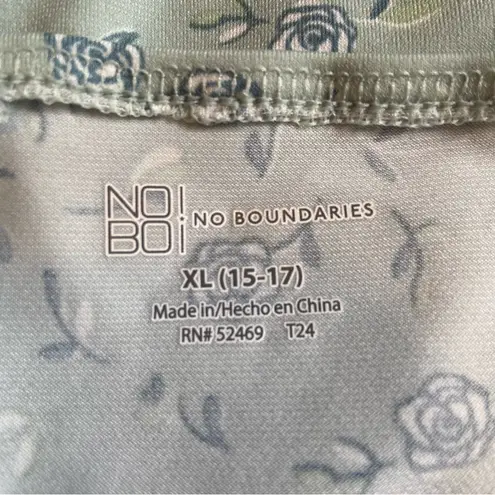 NO!
BO¡
NO BOUNDARIES
XL (15-17)
Made in/Hecho en China
RN# 52469 T24